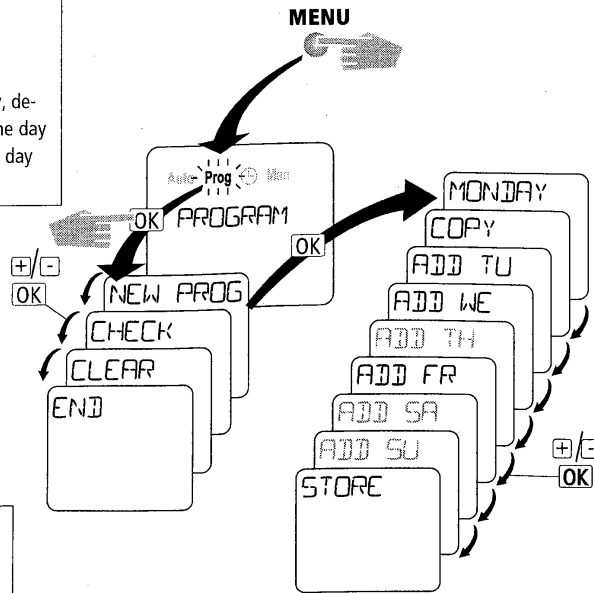 MENU
, de-
ne day
day
Auto Prog Man
OK PROGRAM
OK
+/-
OK
NEW PROG
CHECK
CLEAR
END
MONDAY
COPY
ADD TU
ADD WE
ADD TH
ADD FR
ADD SA
ADD SU
STORE
+/-
OK